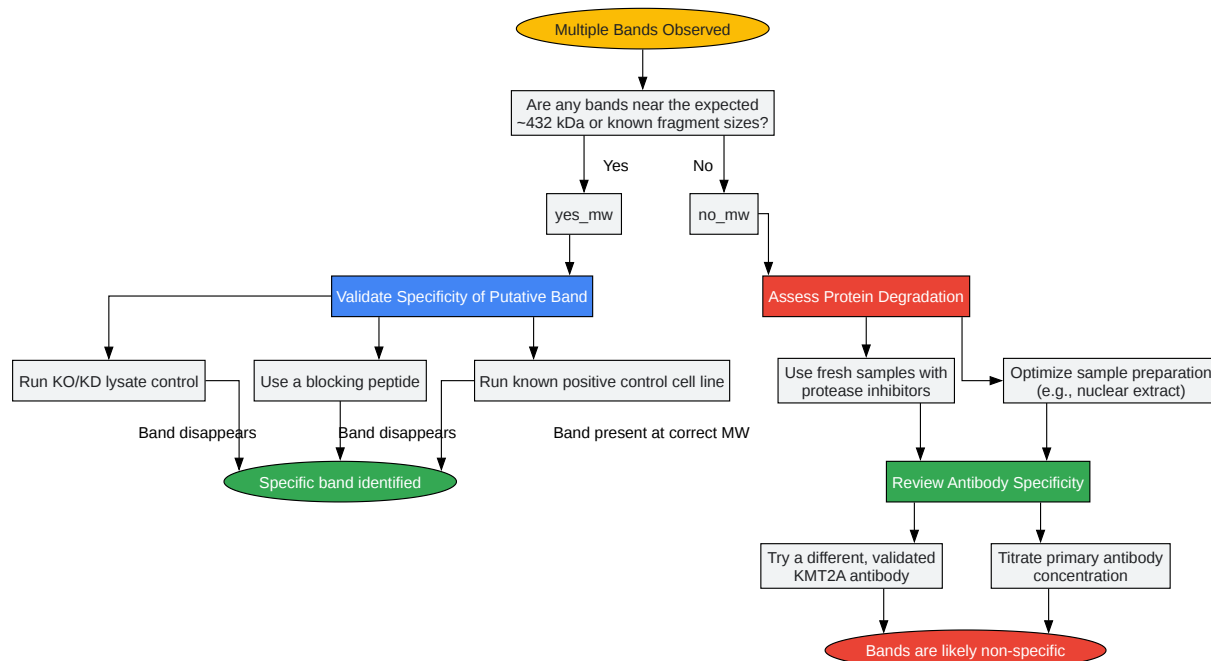 Multiple Bands Observed
Are any bands near the expected
~432 kDa or known fragment sizes?
Yes
No
yes_mw
no_mw
Validate Specificity of Putative Band
Assess Protein Degradation
Run KO/KD lysate control
Use a blocking peptide
Run known positive control cell line
Use fresh samples with
protease inhibitors
Optimize sample preparation
(e.g., nuclear extract)
Band disappears
Band disappears
Band present at correct MW
Specific band identified
Review Antibody Specificity
Try a different, validated
KMT2A antibody
Titrate primary antibody
concentration
Bands are likely non-specific